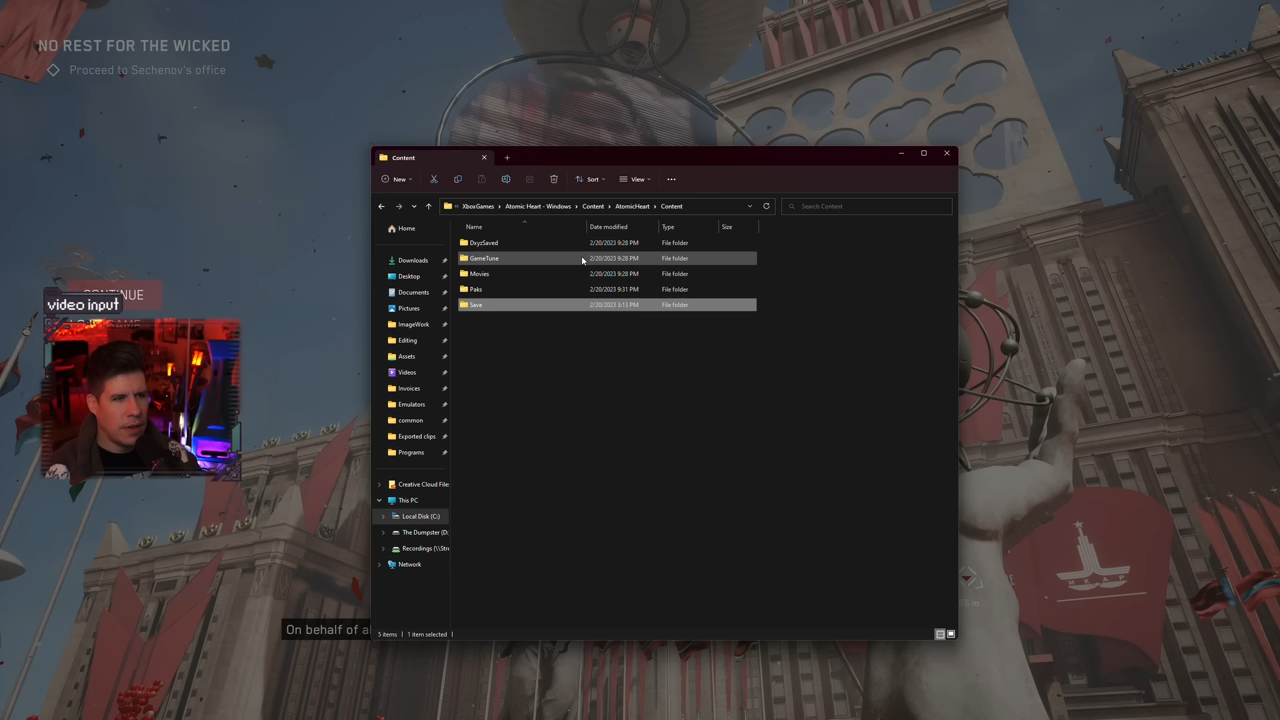 NO REST FOR THE WICKED
Proceed to Sechenov's office
Content
New
Sort
View
XboxGames > Atomic Heart - Windows > Content > AtomicHeart > Content
Search Content
Name Date modified Type Size
DxyzSaved 2/20/2023 9:28 PM File folder
GameTune 2/20/2023 9:28 PM File folder
Movies 2/20/2023 9:28 PM File folder
Paks 2/20/2023 9:31 PM File folder
Save 2/20/2023 3:13 PM File folder
Home
Downloads
Desktop
Documents
Pictures
ImageWork
Editing
Assets
Videos
Invoices
Emulators
common
Exported clips
Programs
Creative Cloud File
This PC
Local Disk (C:)
The Dumpster (D
Recordings (\\Str
Network
5 items
1 item selected
CONTINUE
video input
On behalf of a
МКАР